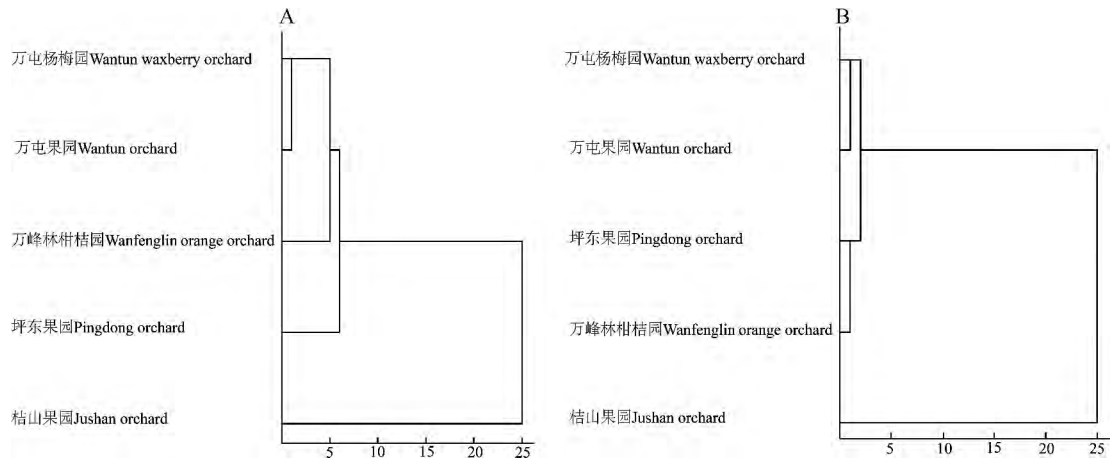 A
万屯杨梅园Wantun waxberry orchard
万屯果园Wantun orchard
万峰林柑桔园Wanfenglin orange orchard
坪东果园Pingdong orchard
桔山果园Jushan orchard
5 10 15 20 25
B
万屯杨梅园Wantun waxberry orchard
万屯果园Wantun orchard
坪东果园Pingdong orchard
万峰林柑桔园Wanfenglin orange orchard
桔山果园Jushan orchard
5 10 15 20 25